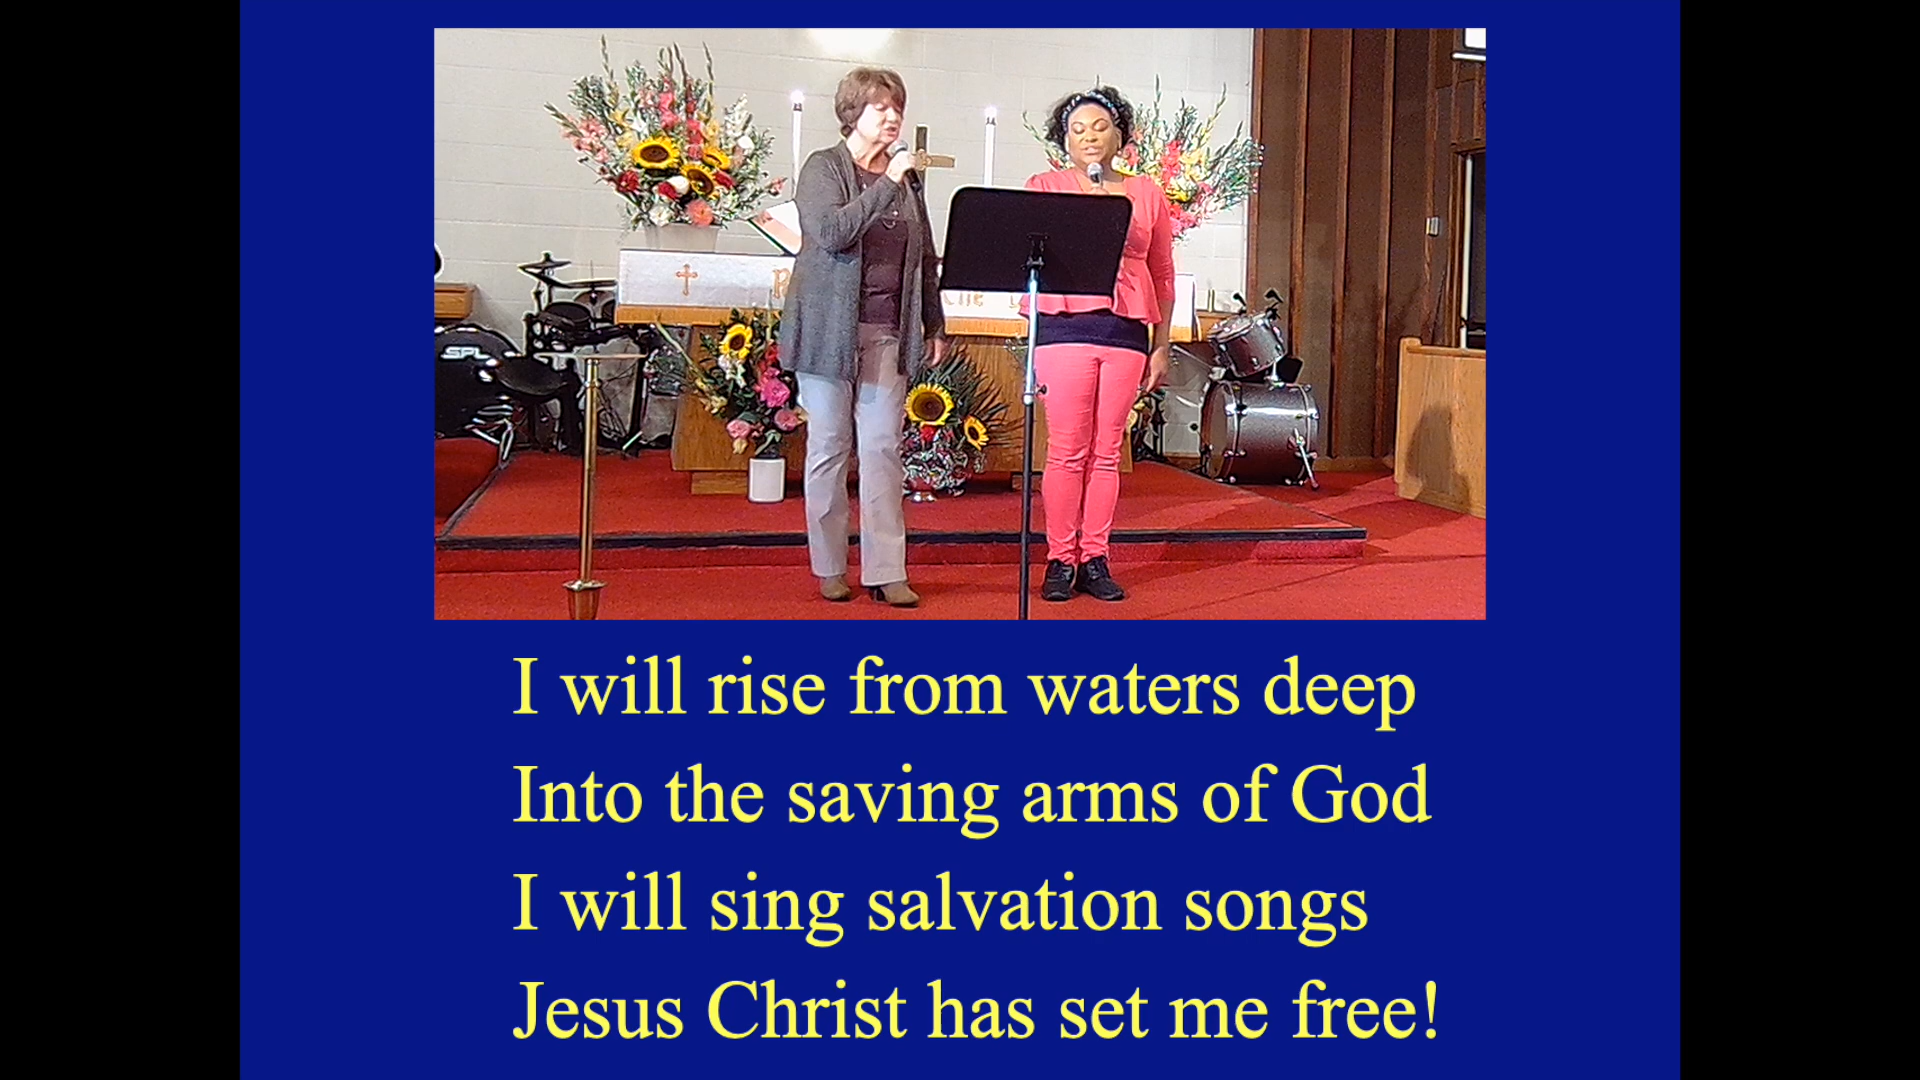 SPL
I will rise from waters deep
Into the saving arms of God
I will sing salvation songs
Jesus Christ has set me free!